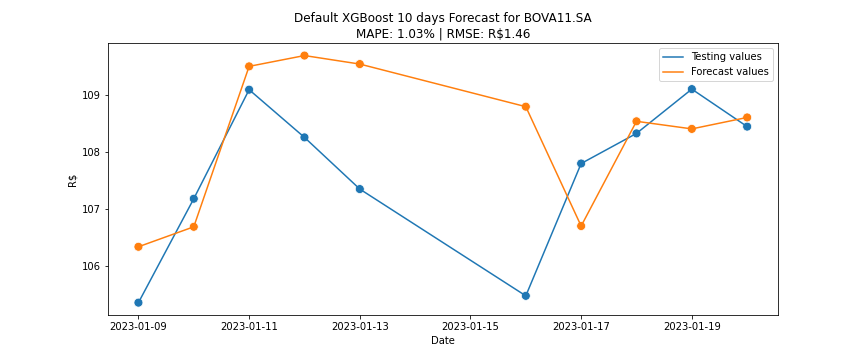 Default XGBoost 10 days Forecast for BOVA11.SA
MAPE: 1.03% | RMSE: R$1.46
Testing values
Forecast values
109
108
107
106
R$
2023-01-09
2023-01-11
2023-01-13
2023-01-15
2023-01-17
2023-01-19
Date